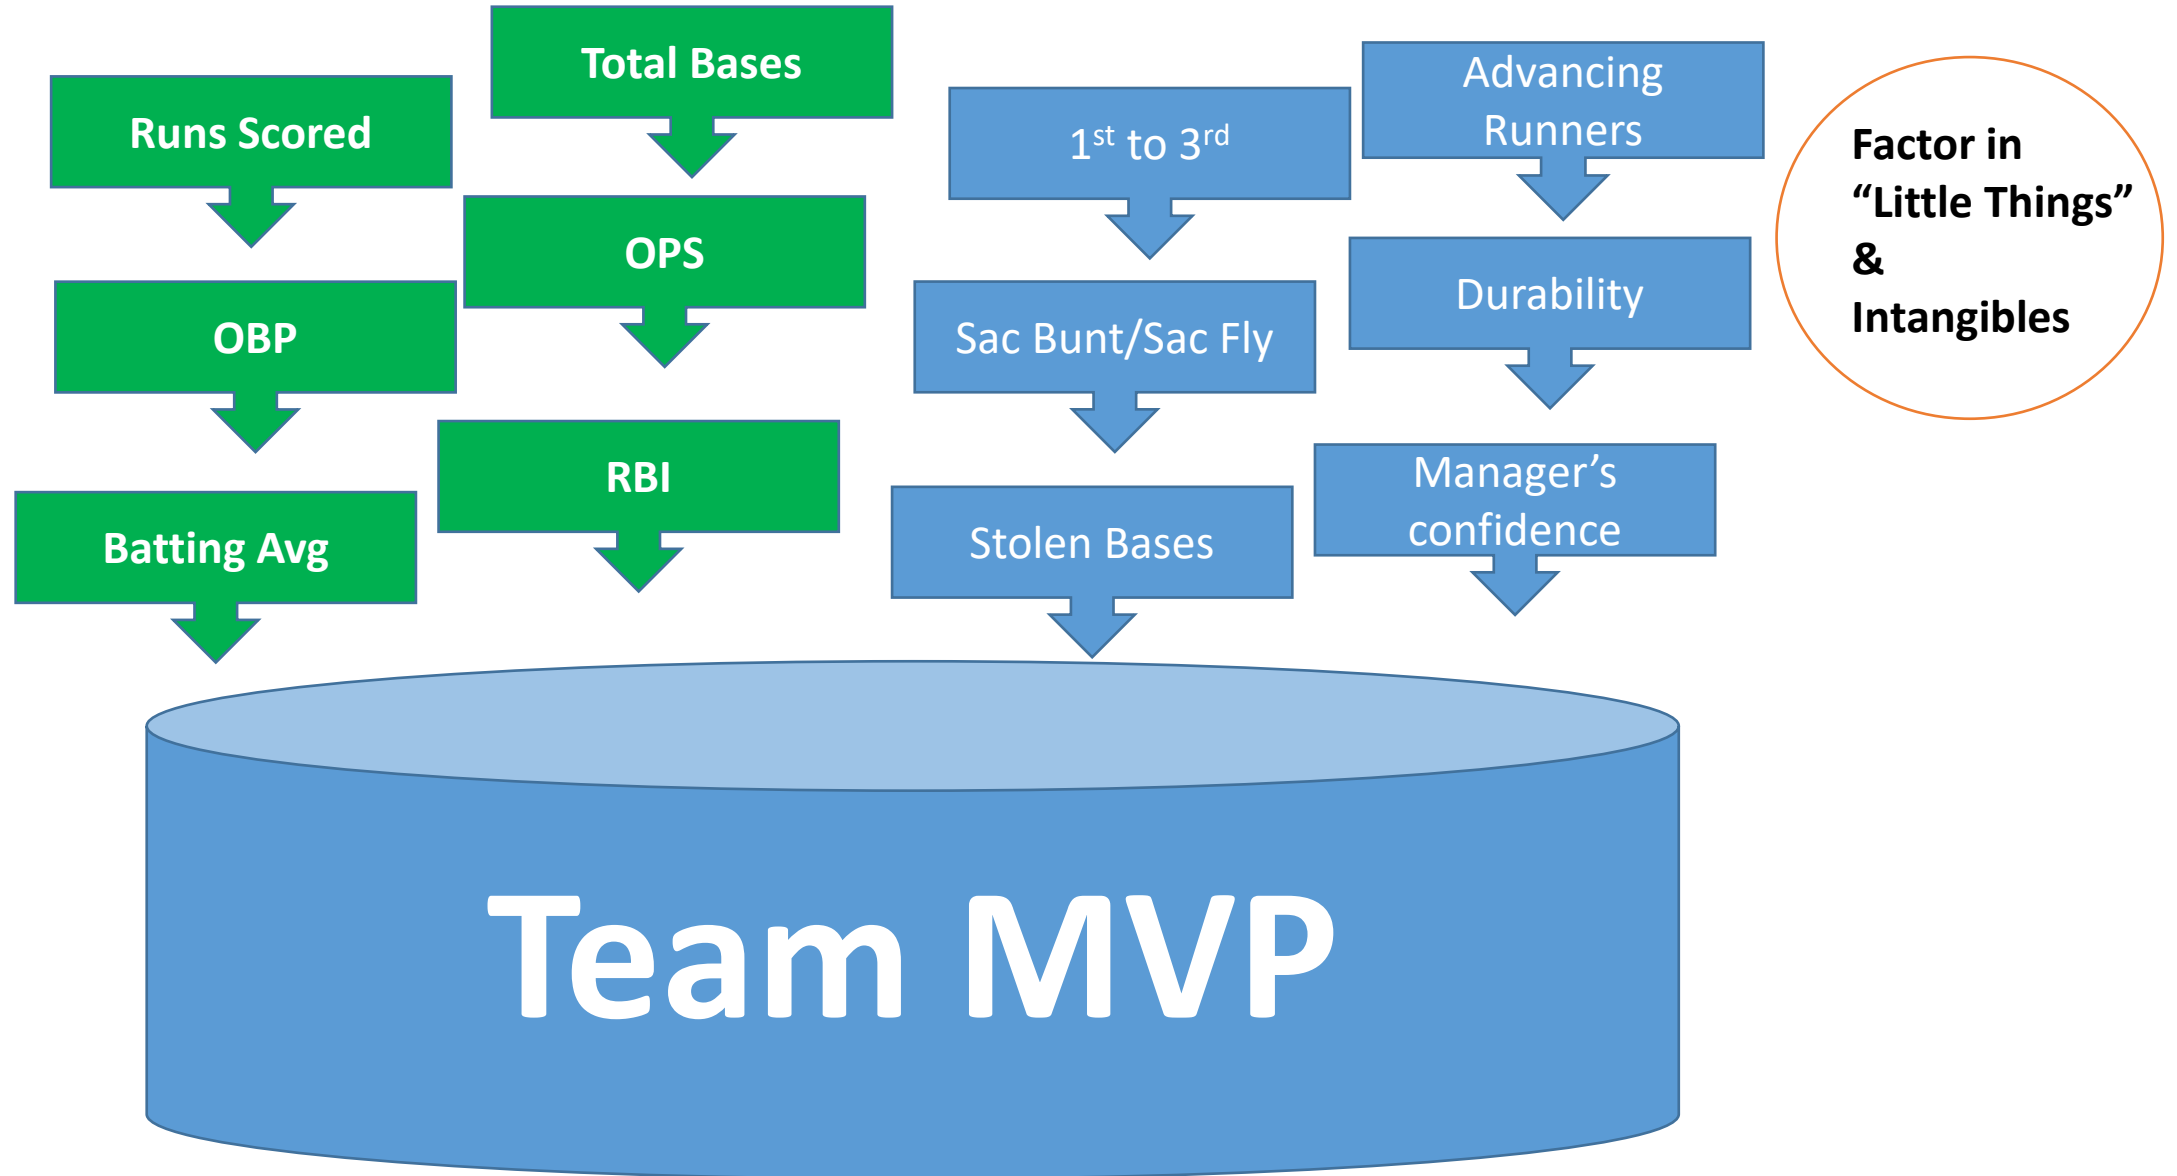 Total Bases
Runs Scored
1st to 3rd
Advancing
Runners
Factor in
“Little Things”
&
Intangibles
OPS
OBP
Sac Bunt/Sac Fly
Durability
RBI
Batting Avg
Stolen Bases
Manager’s
confidence
Team MVP